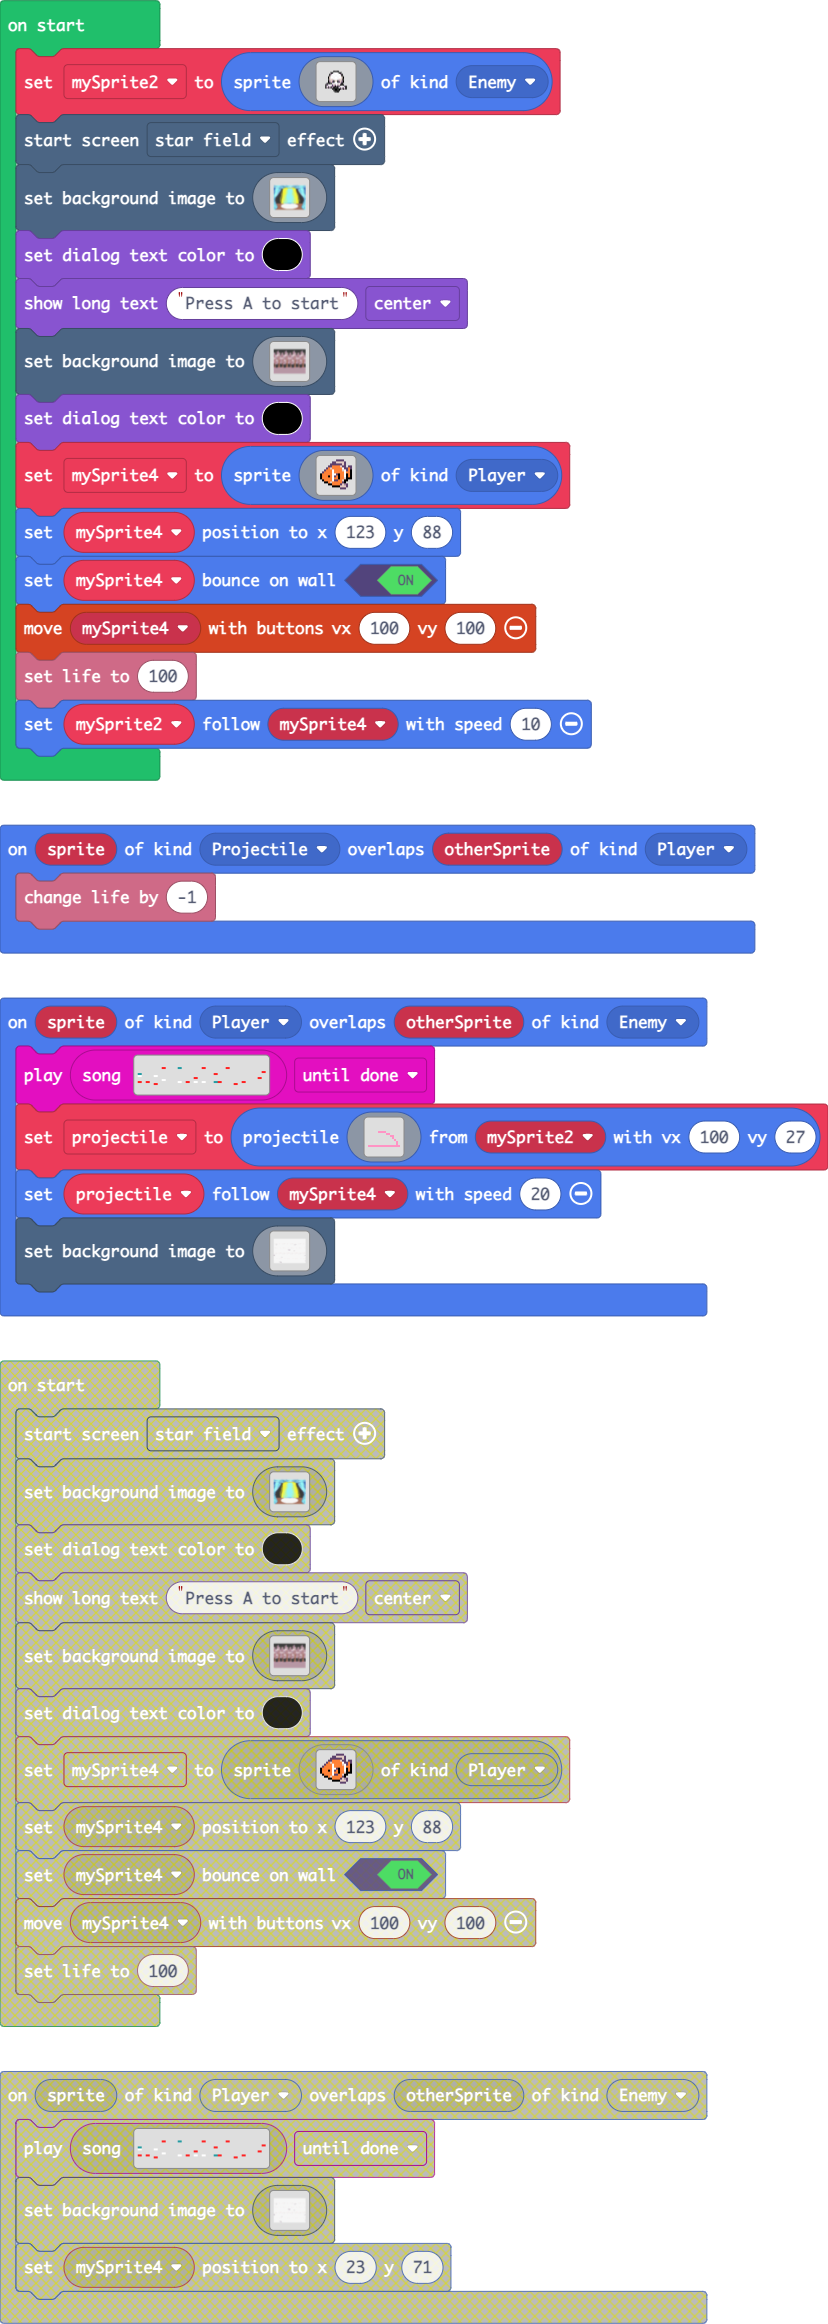 on start
set mySprite2 to sprite of kind Enemy
start screen star field effect
set background image to
set dialog text color to
show long text "Press A to start" center
set background image to
set dialog text color to
set mySprite4 to sprite of kind Player
set mySprite4 position to x 123 y 88
set mySprite4 bounce on wall ON
move mySprite4 with buttons vx 100 vy 100
set life to 100
set mySprite2 follow mySprite4 with speed 10
on sprite of kind Projectile overlaps otherSprite of kind Player
change life by -1
on sprite of kind Player overlaps otherSprite of kind Enemy
play song until done
set projectile to projectile from mySprite2 with vx 100 vy 27
set projectile follow mySprite4 with speed 20
set background image to
on start
start screen star field effect
set background image to
set dialog text color to
show long text "Press A to start" center
set background image to
set dialog text color to
set mySprite4 to sprite of kind Player
set mySprite4 position to x 123 y 88
set mySprite4 bounce on wall ON
move mySprite4 with buttons vx 100 vy 100
set life to 100
on sprite of kind Player overlaps otherSprite of kind Enemy
play song until done
set background image to
set mySprite4 position to x 23 y 71